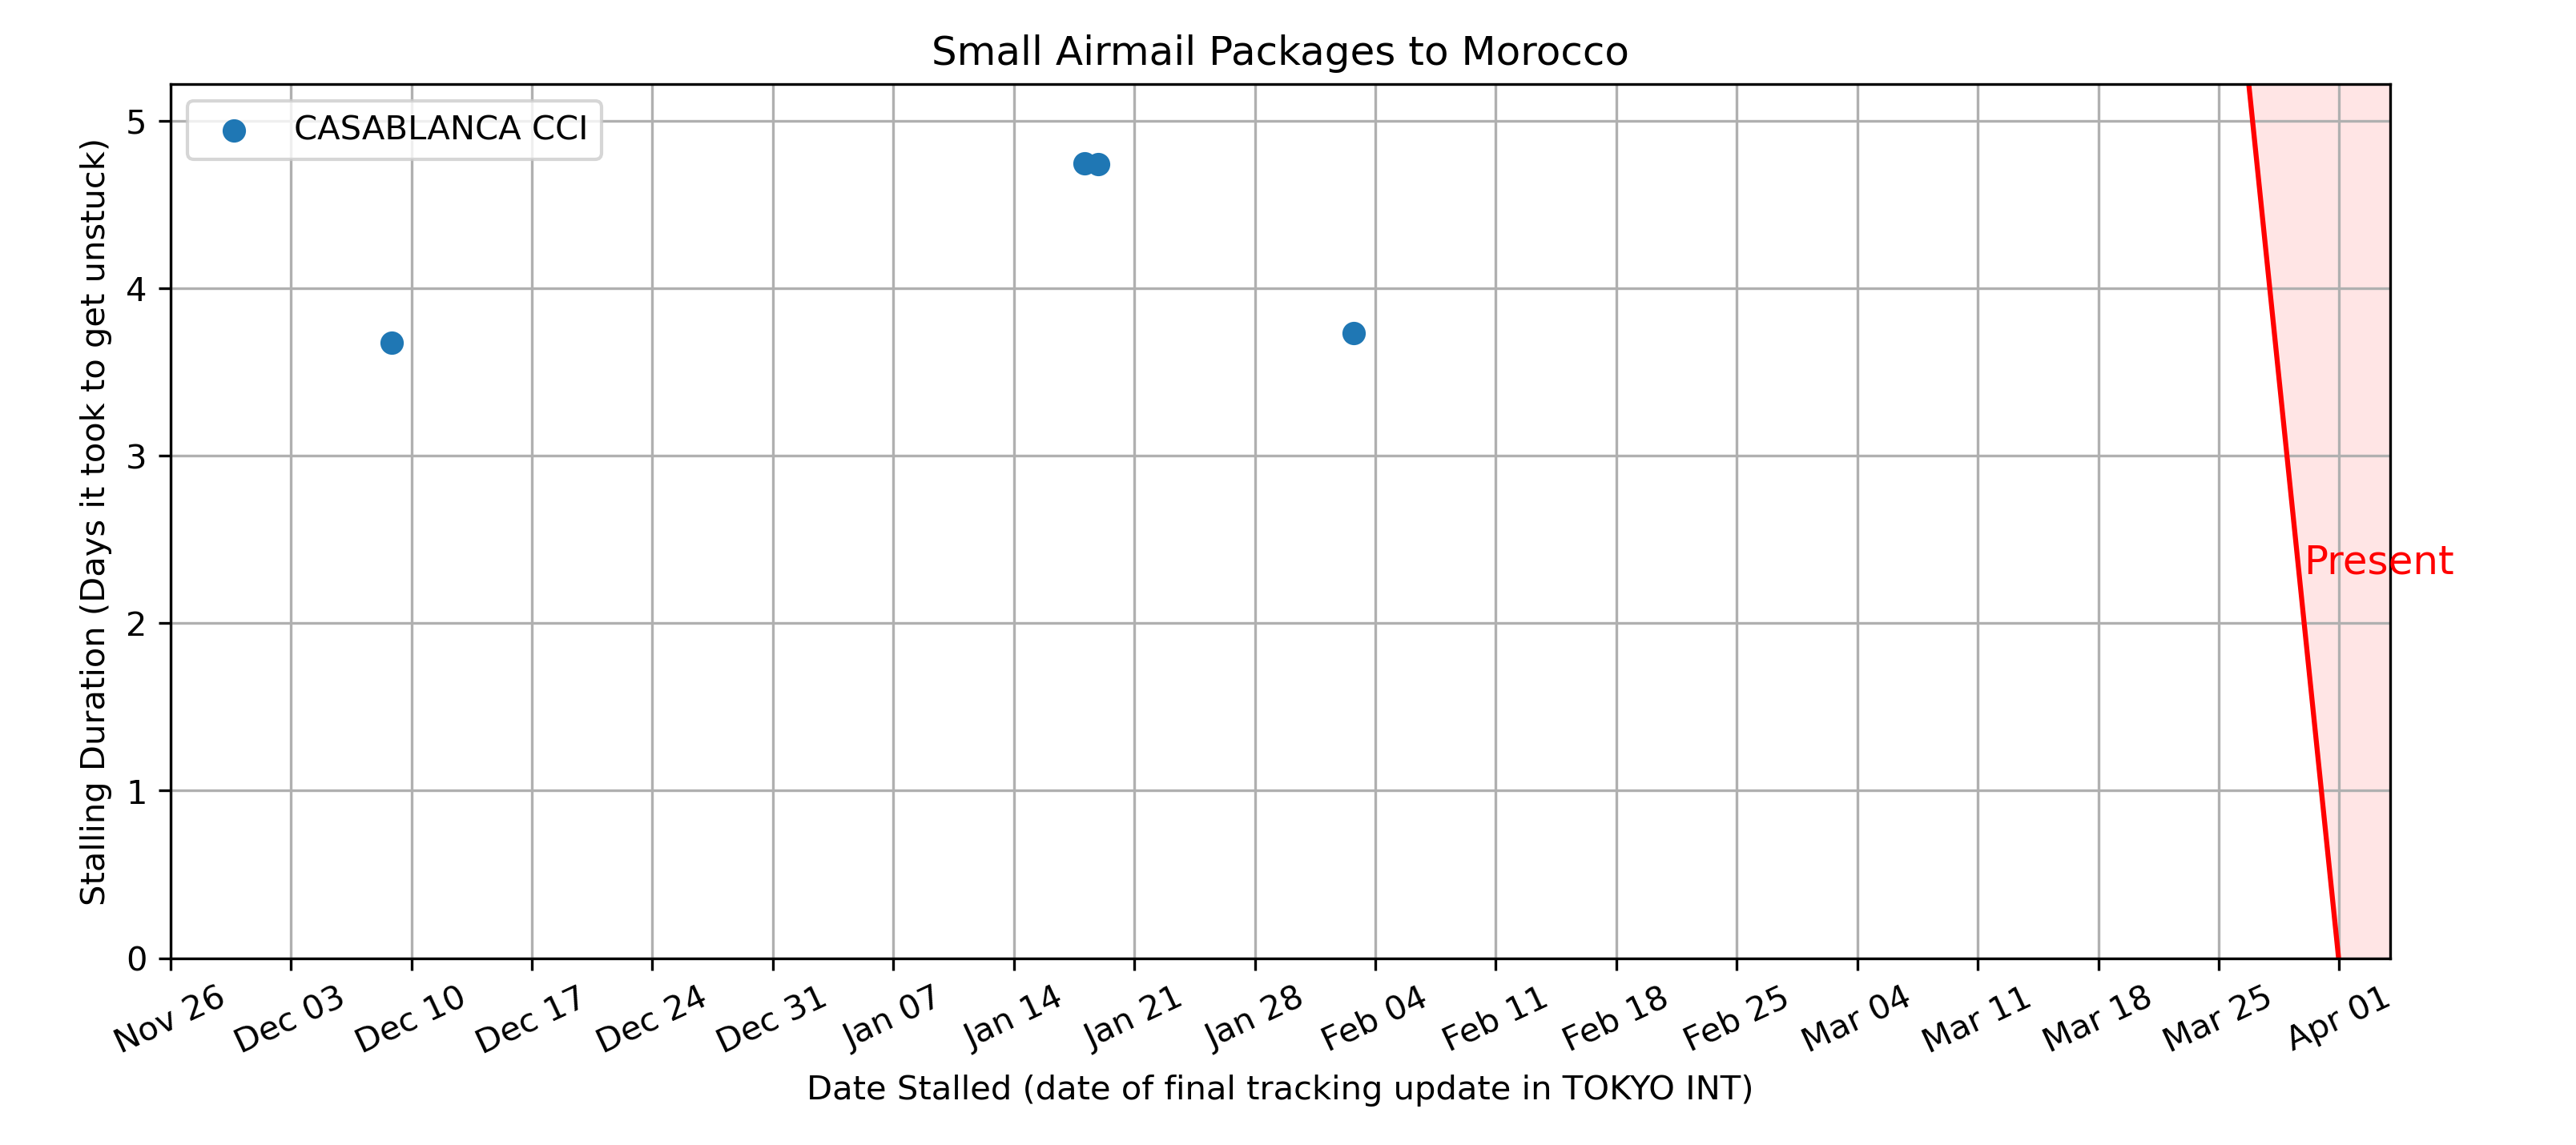 Small Airmail Packages to Morocco
CASABLANCA CCI
Stalling Duration (Days it took to get unstuck)
5
4
3
2
1
0
Present
Nov 26 Dec 03 Dec 10 Dec 17 Dec 24 Dec 31 Jan 07 Jan 14 Jan 21 Jan 28 Feb 04 Feb 11 Feb 18 Feb 25 Mar 04 Mar 11 Mar 18 Mar 25 Apr 01
Date Stalled (date of final tracking update in TOKYO INT)